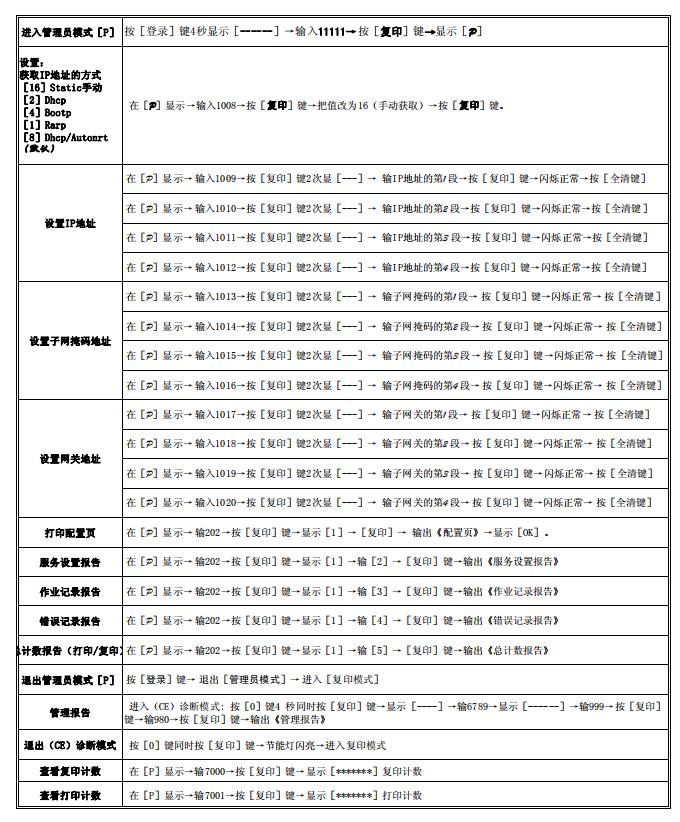 进入管理员模式［P］ 按［登录］键4秒显示［------］→输入11111→按［复印］键→显示［P］
设置：
获取IP地址的方式
［16］Static手动
［2］Dhcp
［4］Bootp
［1］Rarp
［8］Dhcp/Autonrt
(默认)
在［P］显示→输入1008→按［复印］键→把值改为16（手动获取）→按［复印］键。
设置IP地址
在［P］显示→输入1009→按［复印］键2次显［---］→ 输IP地址的第1段→按［复印］键→闪烁正常→按［全清键］
在［P］显示→输入1010→按［复印］键2次显［---］→ 输IP地址的第2段→按［复印］键→闪烁正常→按［全清键］
在［P］显示→输入1011→按［复印］键2次显［---］→ 输IP地址的第3段→按［复印］键→闪烁正常→按［全清键］
在［P］显示→输入1012→按［复印］键2次显［---］→ 输IP地址的第4段→按［复印］键→闪烁正常→按［全清键］
设置子网掩码地址
在［P］显示→输入1013→按［复印］键2次显［---］→ 输子网掩码的第1段→按［复印］键→闪烁正常→按［全清键］
在［P］显示→输入1014→按［复印］键2次显［---］→ 输子网掩码的第2段→按［复印］键→闪烁正常→按［全清键］
在［P］显示→输入1015→按［复印］键2次显［---］→ 输子网掩码的第3段→按［复印］键→闪烁正常→按［全清键］
在［P］显示→输入1016→按［复印］键2次显［---］→ 输子网掩码的第4段→按［复印］键→闪烁正常→按［全清键］
设置网关地址
在［P］显示→输入1017→按［复印］键2次显［---］→ 输子网关的第1段→按［复印］键→闪烁正常→按［全清键］
在［P］显示→输入1018→按［复印］键2次显［---］→ 输子网关的第2段→按［复印］键→闪烁正常→按［全清键］
在［P］显示→输入1019→按［复印］键2次显［---］→ 输子网关的第3段→按［复印］键→闪烁正常→按［全清键］
在［P］显示→输入1020→按［复印］键2次显［---］→ 输子网关的第4段→按［复印］键→闪烁正常→按［全清键］
打印配置页 在［P］显示→输202→按［复印］键→显示［1］→［复印］→ 输出《配置页》→显示［OK］。
服务设置报告 在［P］显示→输202→按［复印］键→显示［1］→输［2］→［复印］键→输出《服务设置报告》
作业记录报告 在［P］显示→输202→按［复印］键→显示［1］→输［3］→［复印］键→输出《作业记录报告》
错误记录报告 在［P］显示→输202→按［复印］键→显示［1］→输［4］→［复印］键→输出《错误记录报告》
总计数报告（打印/复印） 在［P］显示→输202→按［复印］键→显示［1］→输［5］→［复印］键→输出《总计数报告》
退出管理员模式［P］ 按［登录］键→退出［管理员模式］→进入［复印模式］
管理报告 进入（CE）诊断模式：按［0］键4 秒同时按［复印］键→显示［----］→输6789→显示［------］→输999→按［复印］
键→输980→按［复印］键→输出《管理报告》
退出（CE）诊断模式 按［0］键同时按［复印］键→节能灯闪亮→进入复印模式
查看复印计数 在［P］显示→输7000→按［复印］键→显示［*******］复印计数
查看打印计数 在［P］显示→输7001→按［复印］键→显示［*******］打印计数